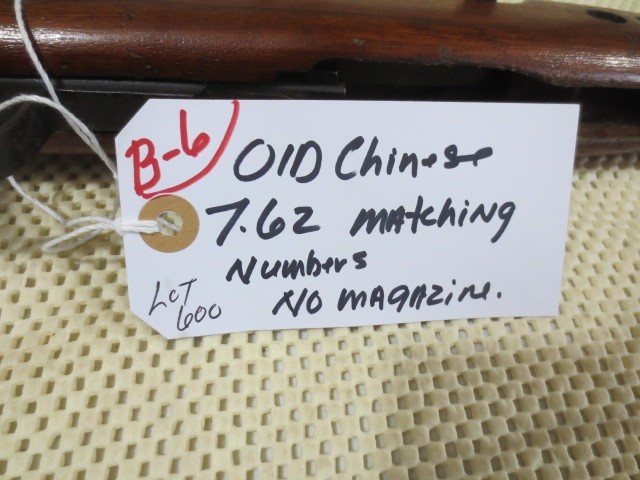 B-6
Old Chinese
7.62 matching
Numbers
No magazine.
Lot
600